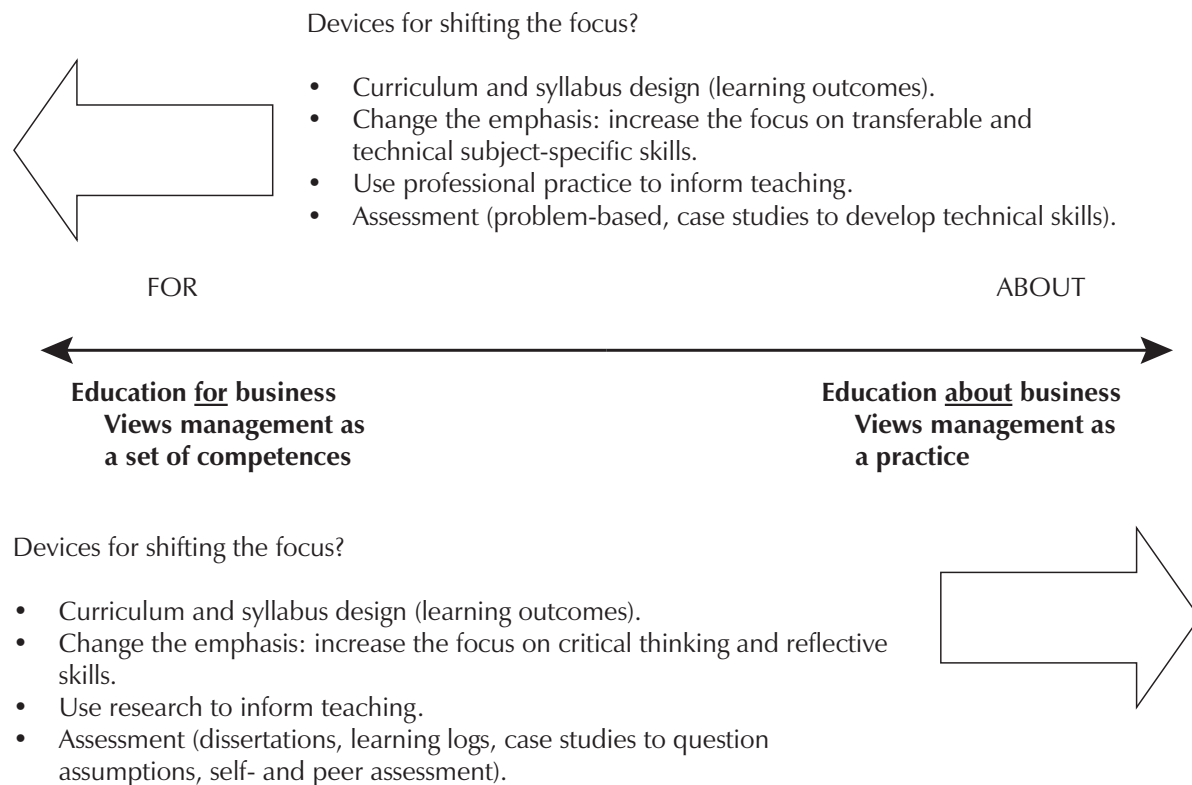 Devices for shifting the focus?
• Curriculum and syllabus design (learning outcomes).
• Change the emphasis: increase the focus on transferable and
technical subject-specific skills.
• Use professional practice to inform teaching.
• Assessment (problem-based, case studies to develop technical skills).
FOR
ABOUT
Education for business
Views management as
a set of competences
Education about business
Views management as
a practice
Devices for shifting the focus?
• Curriculum and syllabus design (learning outcomes).
• Change the emphasis: increase the focus on critical thinking and reflective
skills.
• Use research to inform teaching.
• Assessment (dissertations, learning logs, case studies to question
assumptions, self- and peer assessment).